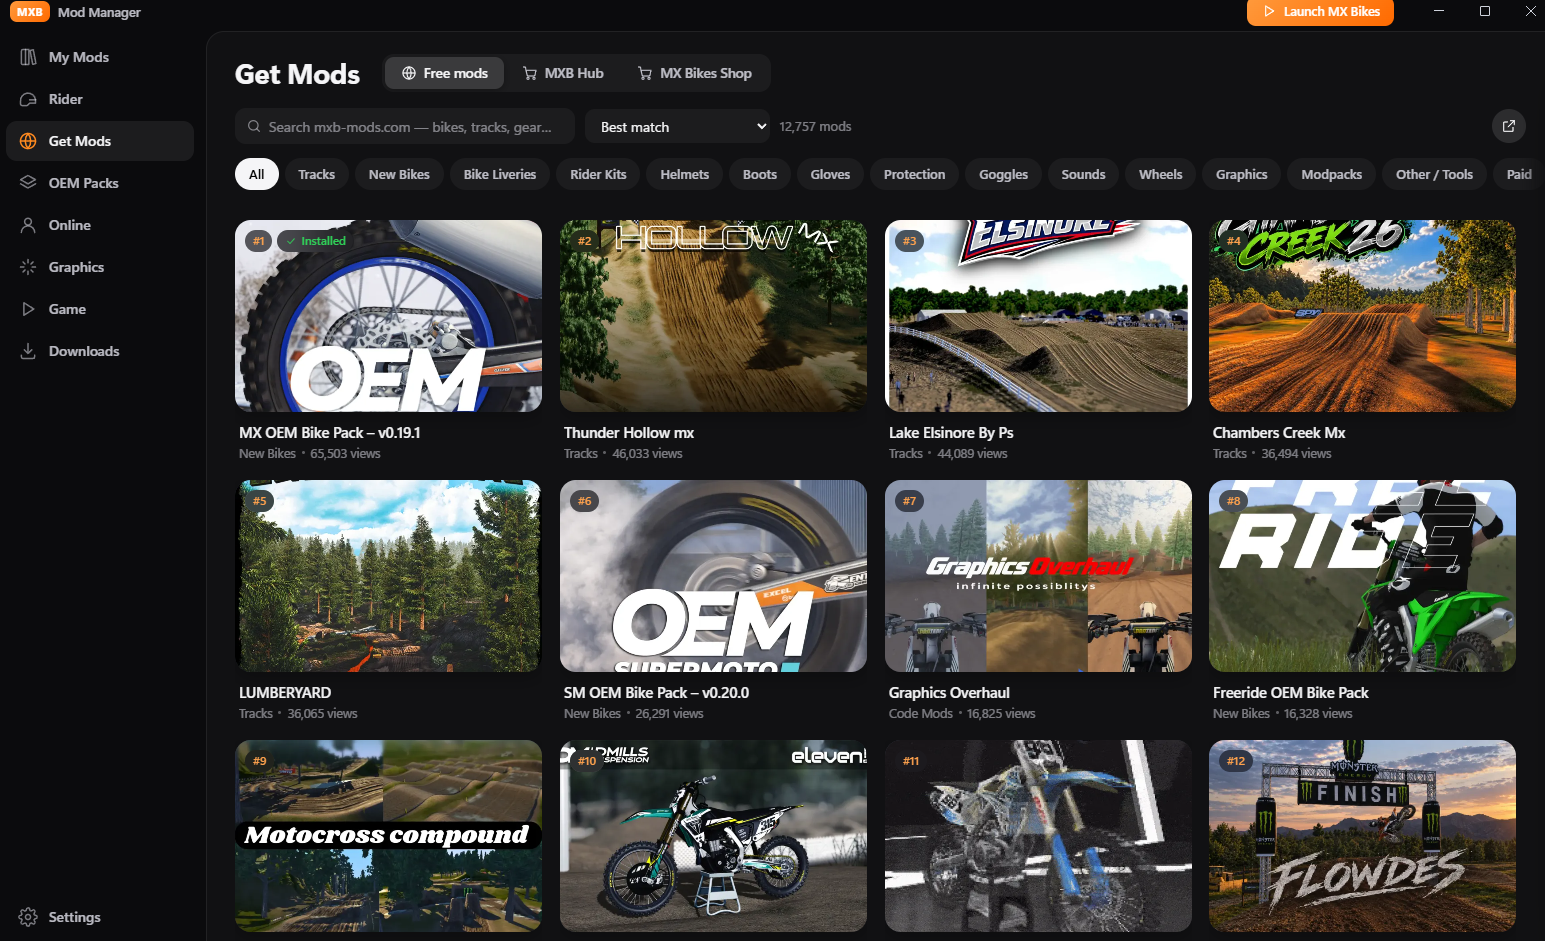 MXB Mod Manager
Launch MX Bikes
My Mods
Rider
Get Mods
OEM Packs
Online
Graphics
Game
Downloads
Settings
Get Mods
Free mods
MXB Hub
MX Bikes Shop
Search mxb-mods.com — bikes, tracks, gear...
Best match
12,757 mods
All
Tracks
New Bikes
Bike Liveries
Rider Kits
Helmets
Boots
Gloves
Protection
Goggles
Sounds
Wheels
Graphics
Modpacks
Other / Tools
Paid
#1
Installed
OEM
MX OEM Bike Pack – v0.19.1
New Bikes • 65,503 views
#2
HOLLOW MX
Thunder Hollow mx
Tracks • 46,033 views
#3
ELSINORE
Lake Elsinore By Ps
Tracks • 44,089 views
#4
CREEK 26
Chambers Creek Mx
Tracks • 36,494 views
#5
LUMBERYARD
Tracks • 36,065 views
#6
EXCEL
OEM
SUPERMOTO
SM OEM Bike Pack – v0.20.0
New Bikes • 26,291 views
#7
Graphics Overhaul
infinite possiblitys
Graphics Overhaul
Code Mods • 16,825 views
#8
FREE
RIDE
Freeride OEM Bike Pack
New Bikes • 16,328 views
#9
Motocross compound
#10
eleven
#11
#12
MONSTER
ENERGY
FINISH
FLOWDES